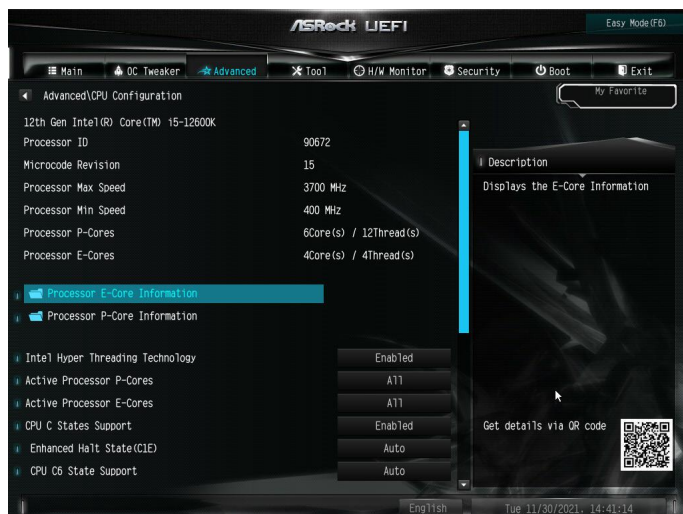 ASRock UEFI
Easy Mode(F6)
Main
OC Tweaker
Advanced
Tool
H/W Monitor
Security
Boot
Exit
Advanced\CPU Configuration
My Favorite
12th Gen Intel(R) Core(TM) i5-12600K
Processor ID 90672
Microcode Revision 15
Processor Max Speed 3700 MHz
Processor Min Speed 400 MHz
Processor P-Cores 6Core(s) / 12Thread(s)
Processor E-Cores 4Core(s) / 4Thread(s)
Processor E-Core Information
Processor P-Core Information
Intel Hyper Threading Technology Enabled
Active Processor P-Cores All
Active Processor E-Cores All
CPU C States Support Enabled
Enhanced Halt State(C1E) Auto
CPU C6 State Support Auto
Description
Displays the E-Core Information
Get details via QR code
English
Tue 11/30/2021. 14:41:14